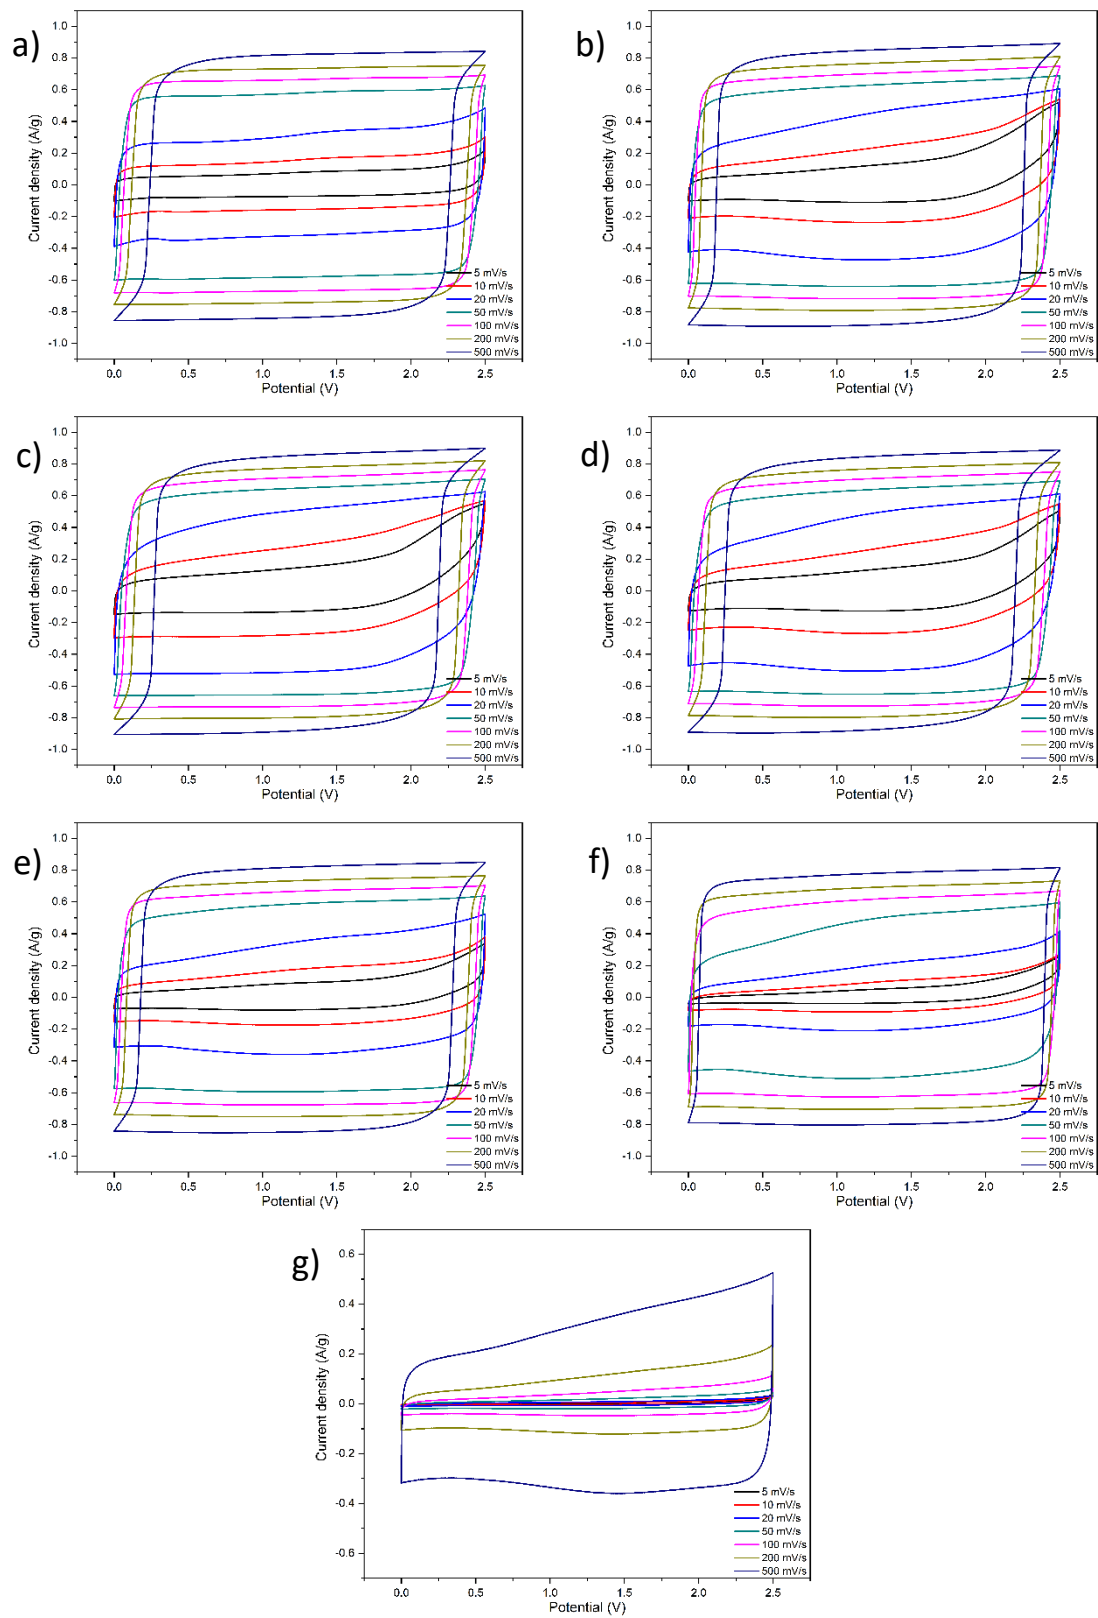 a)
Current density (A/g)
1.0
0.8
0.6
0.4
0.2
0.0
-0.2
-0.4
-0.6
-0.8
-1.0
5 mV/s
10 mV/s
20 mV/s
50 mV/s
100 mV/s
200 mV/s
500 mV/s
0.0 0.5 1.0 1.5 2.0 2.5
Potential (V)
b)
Current density (A/g)
1.0
0.8
0.6
0.4
0.2
0.0
-0.2
-0.4
-0.6
-0.8
-1.0
5 mV/s
10 mV/s
20 mV/s
50 mV/s
100 mV/s
200 mV/s
500 mV/s
0.0 0.5 1.0 1.5 2.0 2.5
Potential (V)
c)
Current density (A/g)
1.0
0.8
0.6
0.4
0.2
0.0
-0.2
-0.4
-0.6
-0.8
-1.0
5 mV/s
10 mV/s
20 mV/s
50 mV/s
100 mV/s
200 mV/s
500 mV/s
0.0 0.5 1.0 1.5 2.0 2.5
Potential (V)
d)
Current density (A/g)
1.0
0.8
0.6
0.4
0.2
0.0
-0.2
-0.4
-0.6
-0.8
-1.0
5 mV/s
10 mV/s
20 mV/s
50 mV/s
100 mV/s
200 mV/s
500 mV/s
0.0 0.5 1.0 1.5 2.0 2.5
Potential (V)
e)
Current density (A/g)
1.0
0.8
0.6
0.4
0.2
0.0
-0.2
-0.4
-0.6
-0.8
-1.0
5 mV/s
10 mV/s
20 mV/s
50 mV/s
100 mV/s
200 mV/s
500 mV/s
0.0 0.5 1.0 1.5 2.0 2.5
Potential (V)
f)
Current density (A/g)
1.0
0.8
0.6
0.4
0.2
0.0
-0.2
-0.4
-0.6
-0.8
-1.0
5 mV/s
10 mV/s
20 mV/s
50 mV/s
100 mV/s
200 mV/s
500 mV/s
0.0 0.5 1.0 1.5 2.0 2.5
Potential (V)
g)
Current density (A/g)
0.6
0.4
0.2
0.0
-0.2
-0.4
-0.6
5 mV/s
10 mV/s
20 mV/s
50 mV/s
100 mV/s
200 mV/s
500 mV/s
0.0 0.5 1.0 1.5 2.0 2.5
Potential (V)